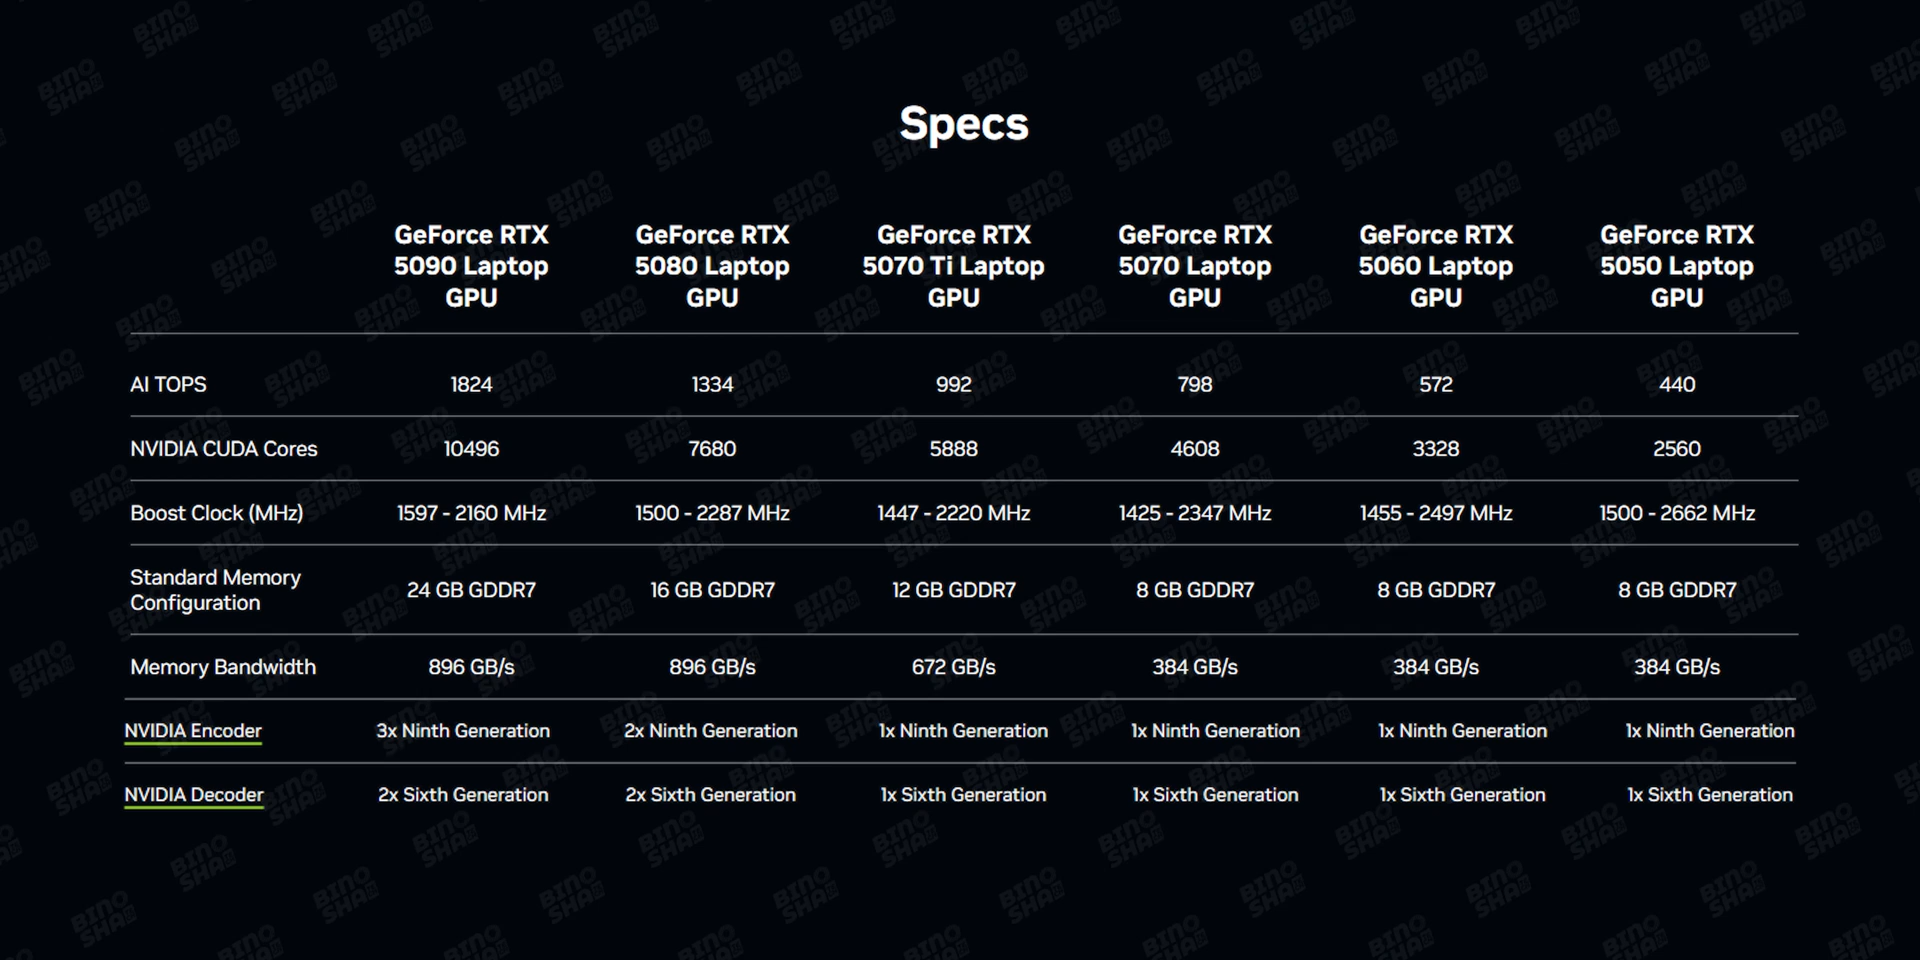 Specs
GeForce RTX 5090 Laptop GPU
GeForce RTX 5080 Laptop GPU
GeForce RTX 5070 Ti Laptop GPU
GeForce RTX 5070 Laptop GPU
GeForce RTX 5060 Laptop GPU
GeForce RTX 5050 Laptop GPU
AI TOPS 1824 1334 992 798 572 440
NVIDIA CUDA Cores 10496 7680 5888 4608 3328 2560
Boost Clock (MHz) 1597 - 2160 MHz 1500 - 2287 MHz 1447 - 2220 MHz 1425 - 2347 MHz 1455 - 2497 MHz 1500 - 2662 MHz
Standard Memory
Configuration 24 GB GDDR7 16 GB GDDR7 12 GB GDDR7 8 GB GDDR7 8 GB GDDR7 8 GB GDDR7
Memory Bandwidth 896 GB/s 896 GB/s 672 GB/s 384 GB/s 384 GB/s 384 GB/s
NVIDIA Encoder 3x Ninth Generation 2x Ninth Generation 1x Ninth Generation 1x Ninth Generation 1x Ninth Generation 1x Ninth Generation
NVIDIA Decoder 2x Sixth Generation 2x Sixth Generation 1x Sixth Generation 1x Sixth Generation 1x Sixth Generation 1x Sixth Generation
BINO
SHA